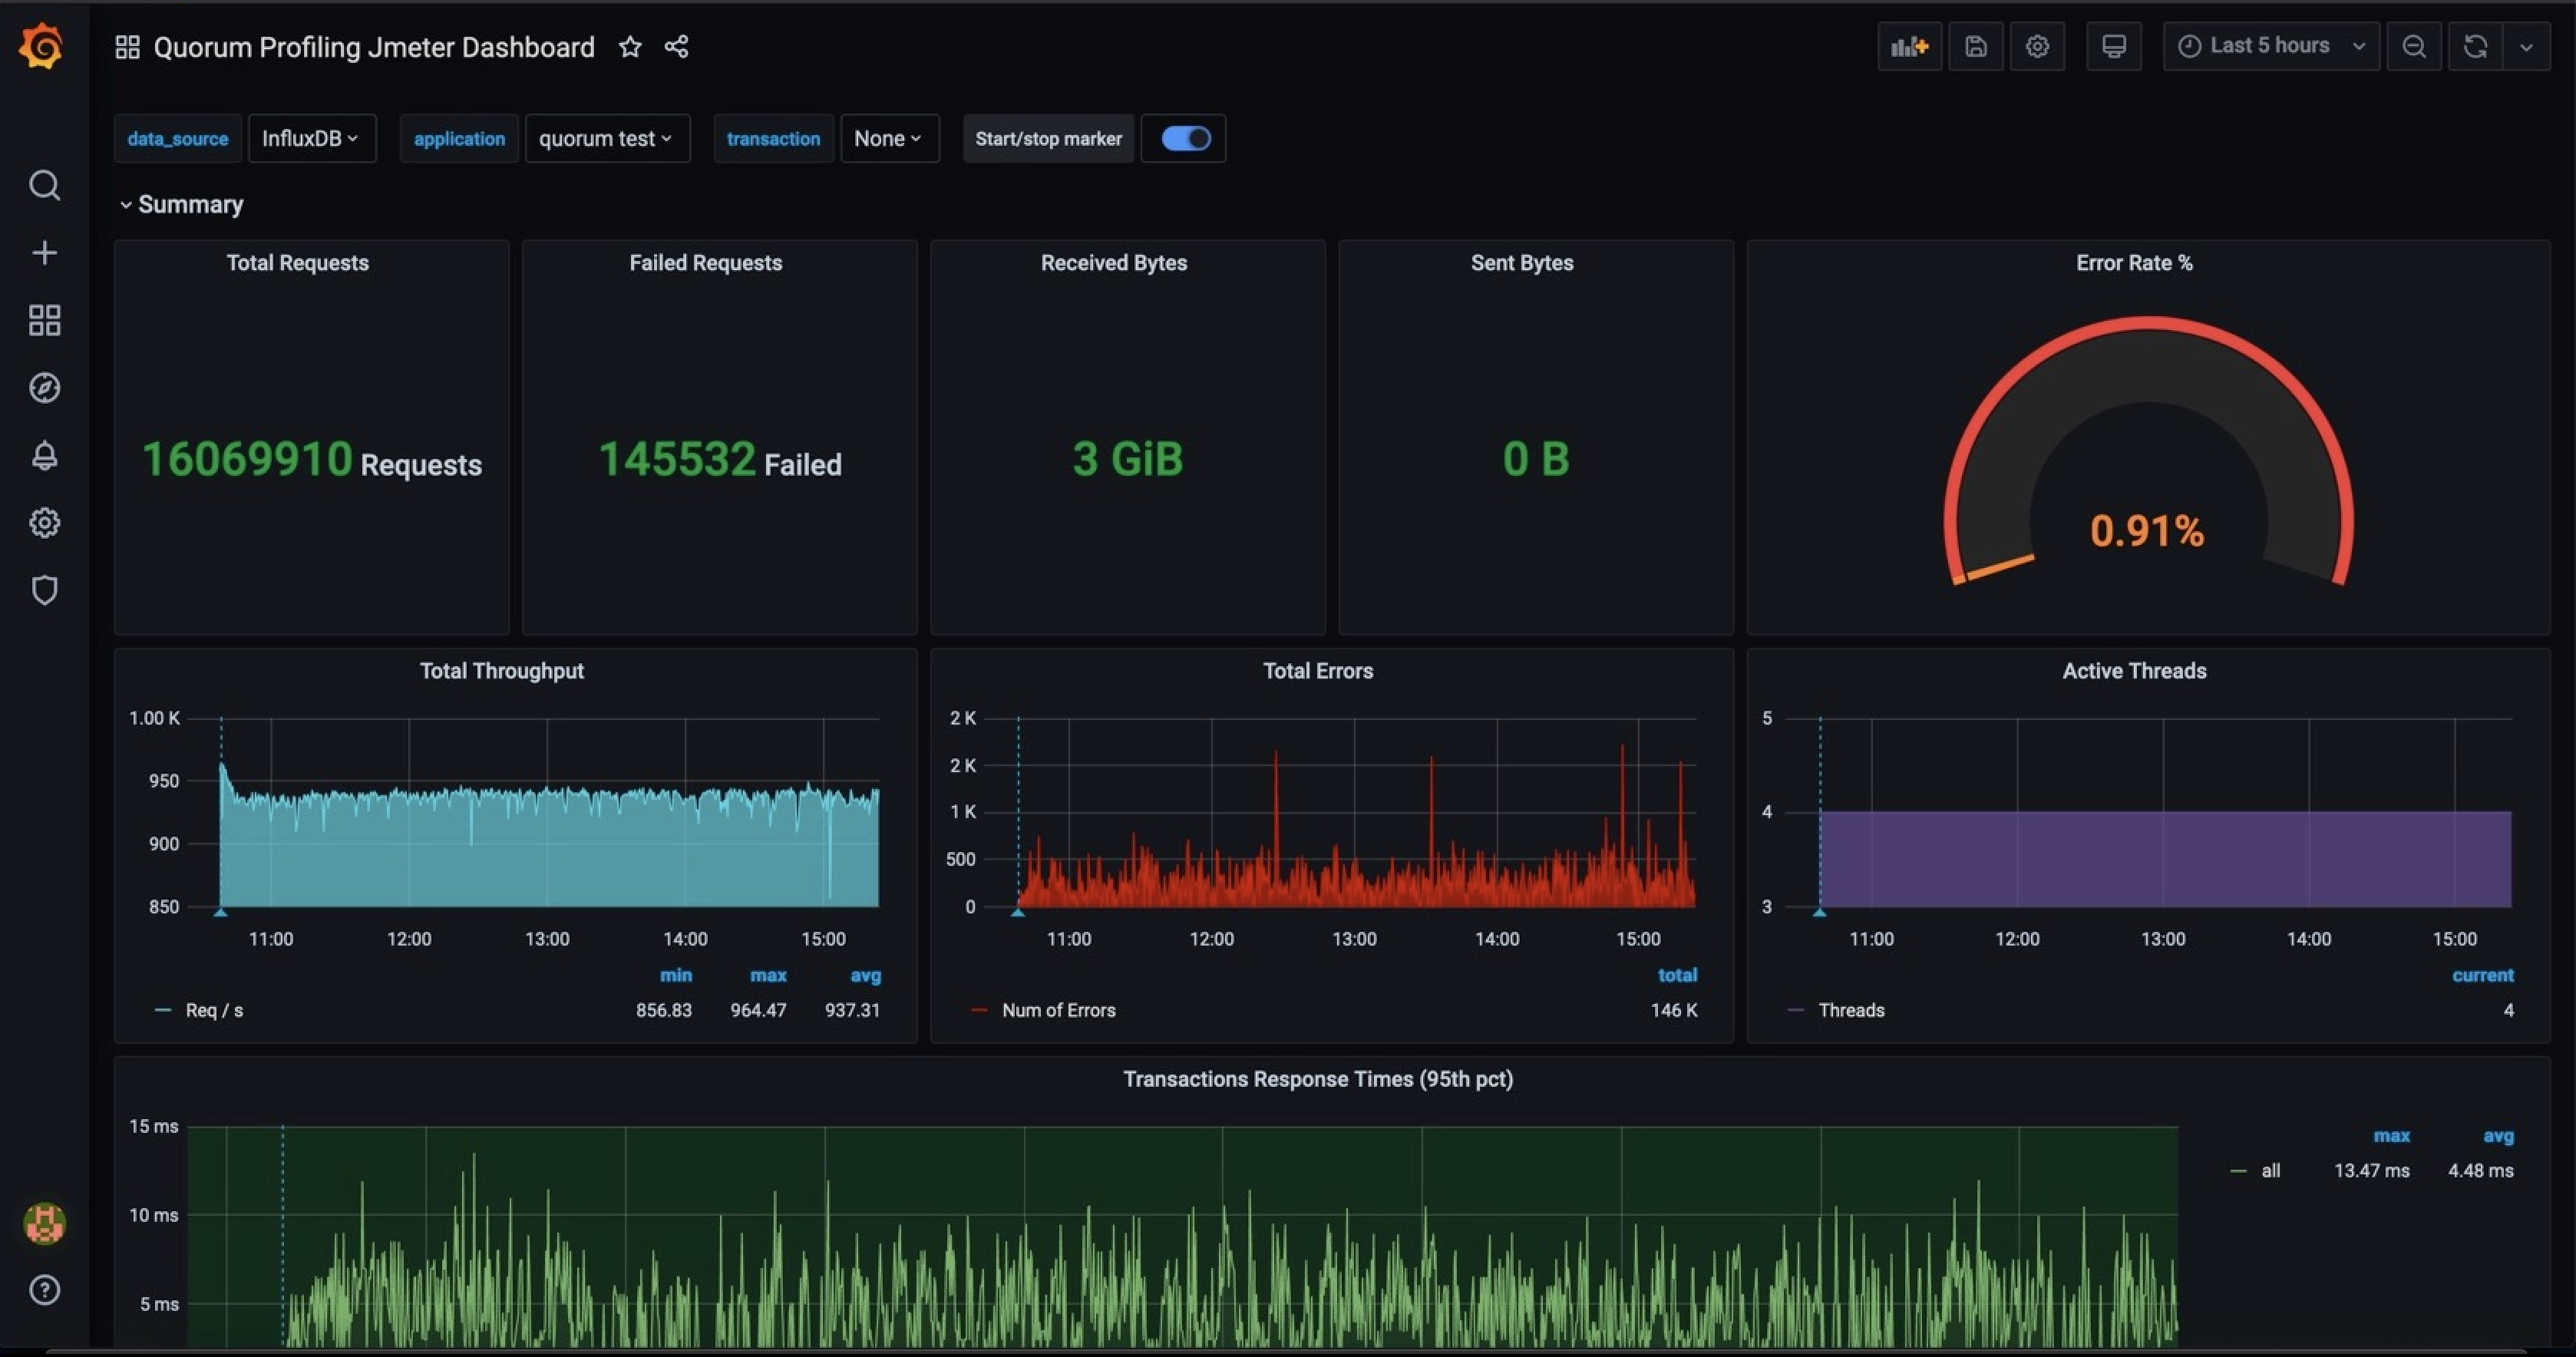 Quorum Profiling Jmeter Dashboard
Last 5 hours
data_source InfluxDB application quorum test transaction None Start/stop marker
Summary
Total Requests
16069910 Requests
Failed Requests
145532 Failed
Received Bytes
3 GiB
Sent Bytes
0 B
Error Rate %
0.91%
Total Throughput
1.00 K
950
900
850
11:00 12:00 13:00 14:00 15:00
min max avg
Req / s 856.83 964.47 937.31
Total Errors
2 K
2 K
1 K
500
0
11:00 12:00 13:00 14:00 15:00
total
Num of Errors 146 K
Active Threads
5
4
3
11:00 12:00 13:00 14:00 15:00
current
Threads 4
Transactions Response Times (95th pct)
15 ms
10 ms
5 ms
max avg
all 13.47 ms 4.48 ms